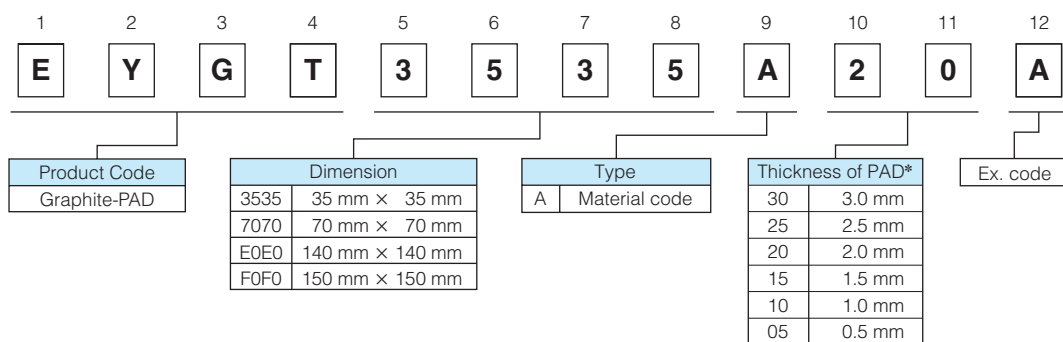 1 2 3 4 5 6 7 8 9 10 11 12
E Y G T 3 5 3 5 A 2 0 A
Product Code
Graphite-PAD
Dimension
3535 35 mm × 35 mm
7070 70 mm × 70 mm
E0E0 140 mm × 140 mm
F0F0 150 mm × 150 mm
Type
A Material code
Thickness of PAD*
30 3.0 mm
25 2.5 mm
20 2.0 mm
15 1.5 mm
10 1.0 mm
05 0.5 mm
Ex. code